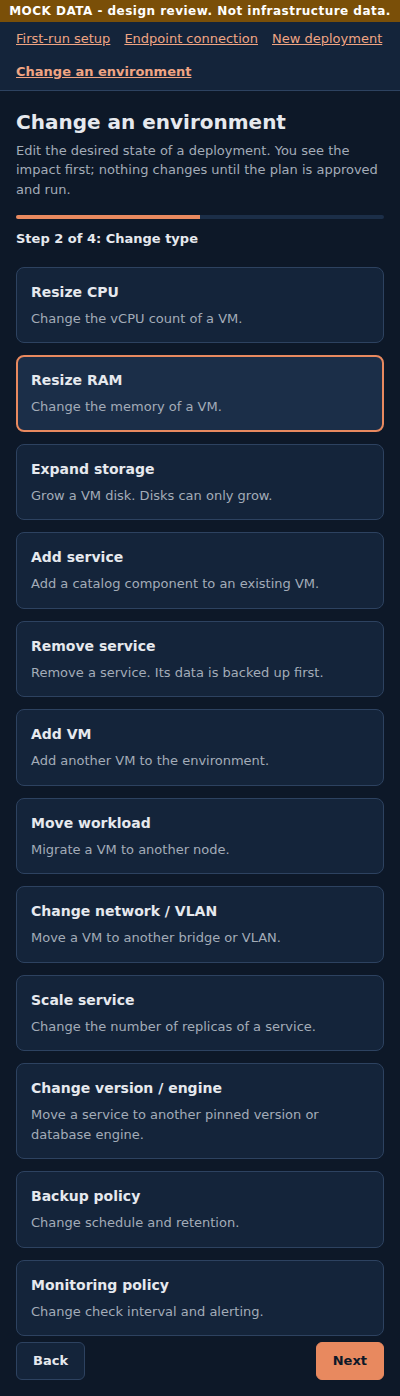 MOCK DATA - design review. Not infrastructure data.
First-run setup Endpoint connection New deployment
Change an environment
Change an environment
Edit the desired state of a deployment. You see the
impact first; nothing changes until the plan is approved
and run.
Step 2 of 4: Change type
Resize CPU
Change the vCPU count of a VM.
Resize RAM
Change the memory of a VM.
Expand storage
Grow a VM disk. Disks can only grow.
Add service
Add a catalog component to an existing VM.
Remove service
Remove a service. Its data is backed up first.
Add VM
Add another VM to the environment.
Move workload
Migrate a VM to another node.
Change network / VLAN
Move a VM to another bridge or VLAN.
Scale service
Change the number of replicas of a service.
Change version / engine
Move a service to another pinned version or
database engine.
Backup policy
Change schedule and retention.
Monitoring policy
Change check interval and alerting.
Back Next